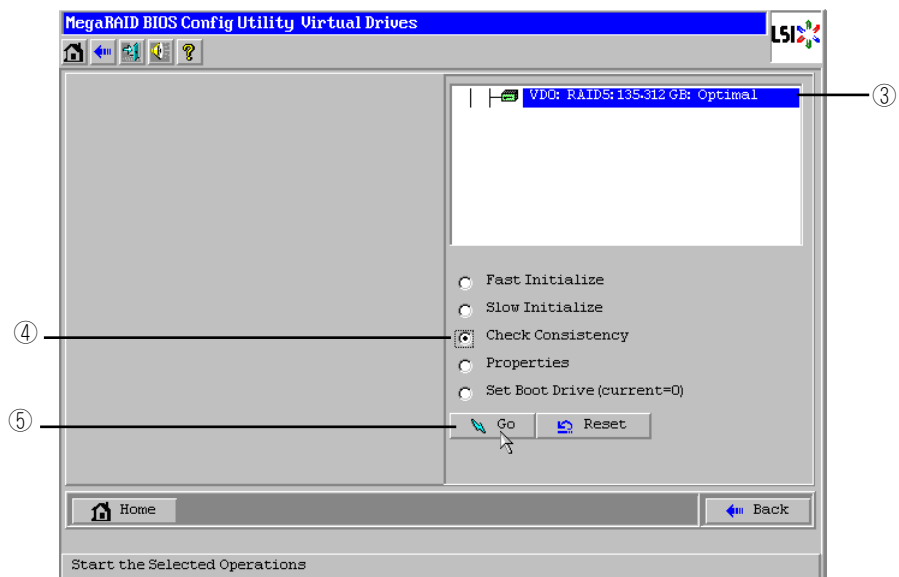 MegaRAID BIOS Config Utility Virtual Drives
LSI
VD0: RAID5: 135.312 GB: Optimal
③
Fast Initialize
Slow Initialize
④
Check Consistency
Properties
Set Boot Drive (current=0)
⑤
Go
Reset
Home
Back
Start the Selected Operations